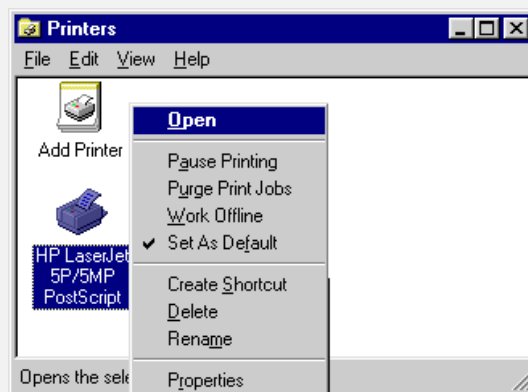 Printers
File Edit View Help
Add Printer
HP LaserJet
5P/5MP
PostScript
Open
Pause Printing
Purge Print Jobs
Work Offline
Set As Default
Create Shortcut
Delete
Rename
Properties
Opens the sele